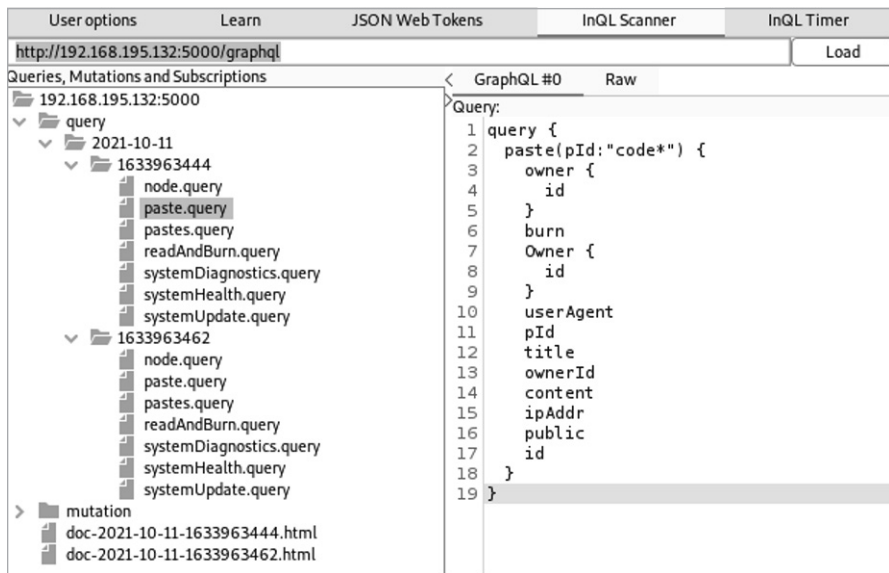 User options Learn JSON Web Tokens InQL Scanner InQL Timer
http://192.168.195.132:5000/graphql Load
Queries, Mutations and Subscriptions
192.168.195.132:5000
query
2021-10-11
1633963444
node.query
paste.query
pastes.query
readAndBurn.query
systemDiagnostics.query
systemHealth.query
systemUpdate.query
1633963462
node.query
paste.query
pastes.query
readAndBurn.query
systemDiagnostics.query
systemHealth.query
systemUpdate.query
mutation
doc-2021-10-11-1633963444.html
doc-2021-10-11-1633963462.html
GraphQL #0 Raw
Query:
1 query {
2   paste(pId:"code*") {
3     owner {
4       id
5     }
6     burn
7     Owner {
8       id
9     }
10     userAgent
11     pId
12     title
13     ownerId
14     content
15     ipAddr
16     public
17     id
18   }
19 }